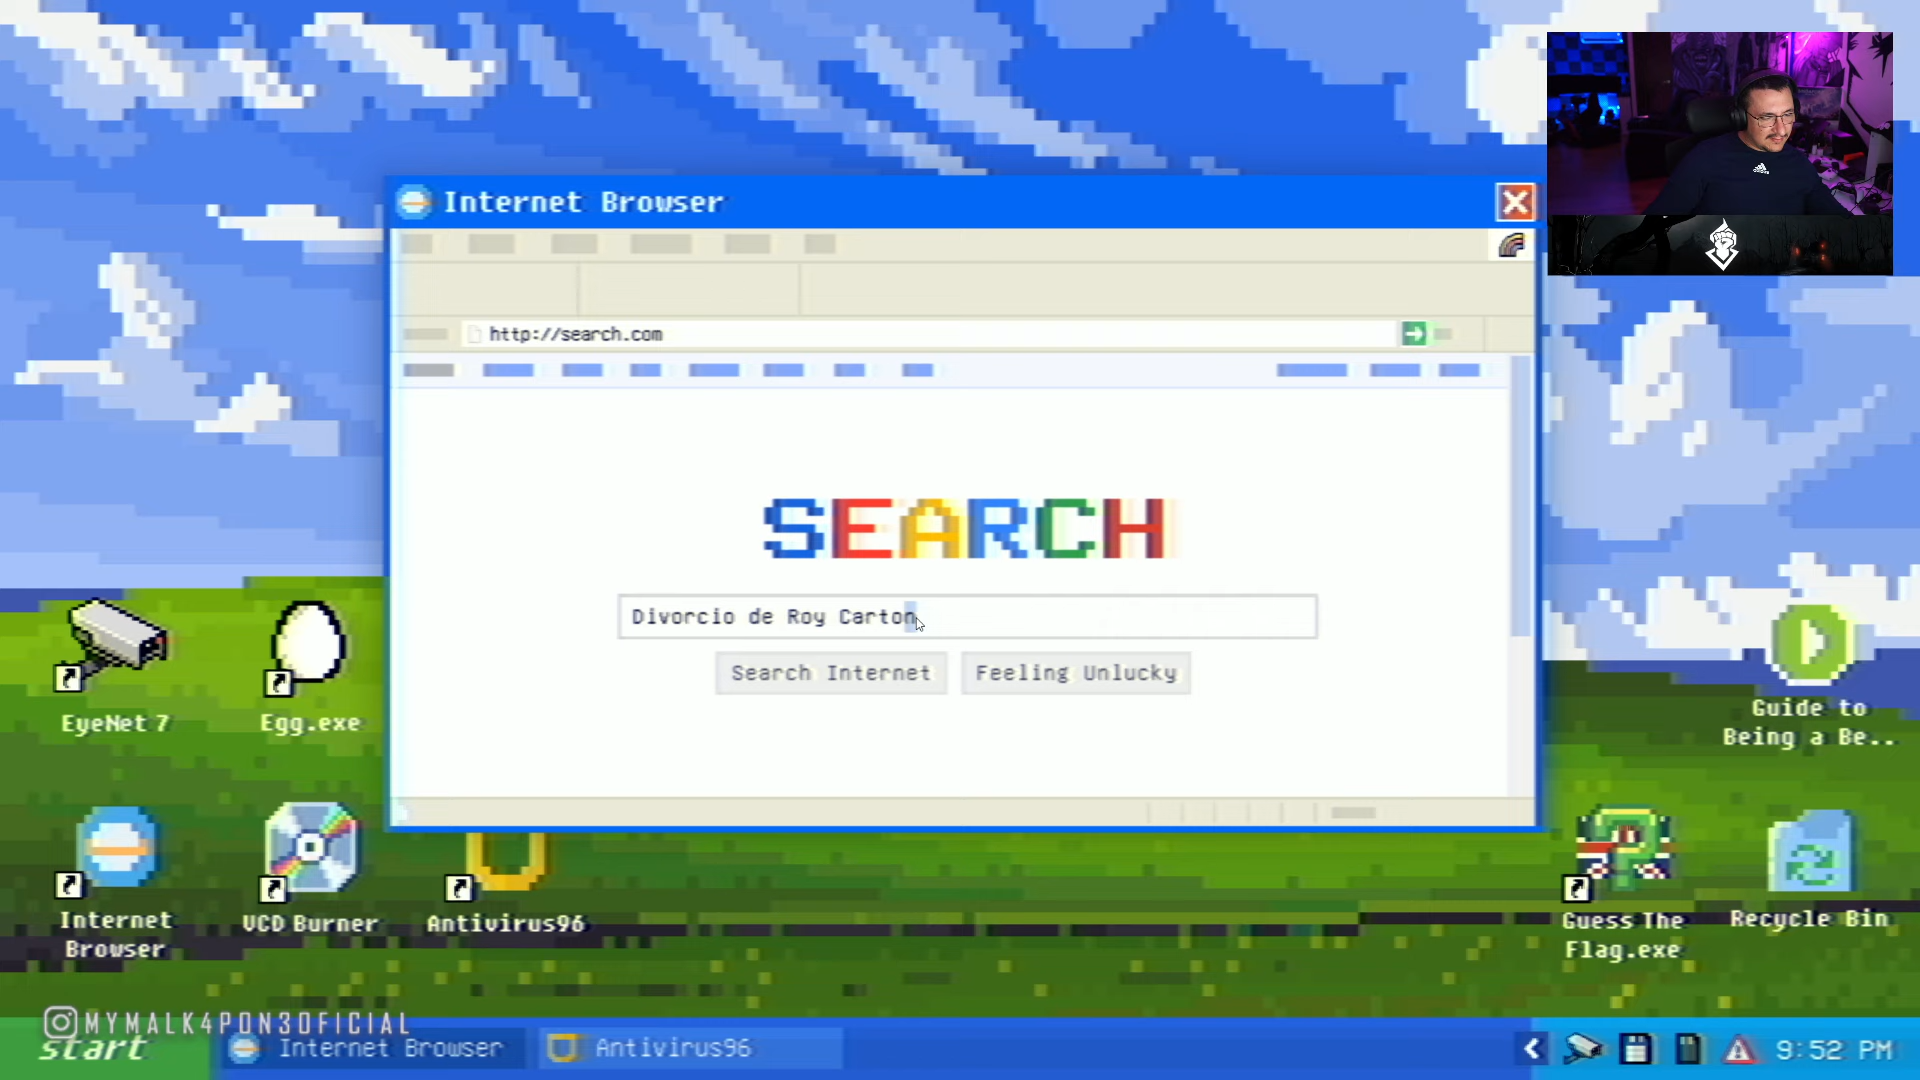 Internet Browser
http://search.com
SEARCH
Divorcio de Roy Carton
Search Internet
Feeling Unlucky
EyeNet 7
Egg.exe
Guide to
Being a Be..
Internet
Browser
VCD Burner
Antivirus96
Guess The
Flag.exe
Recycle Bin
MYMALK4PON3OFICIAL
start
Internet Browser
Antivirus96
9:52 PM